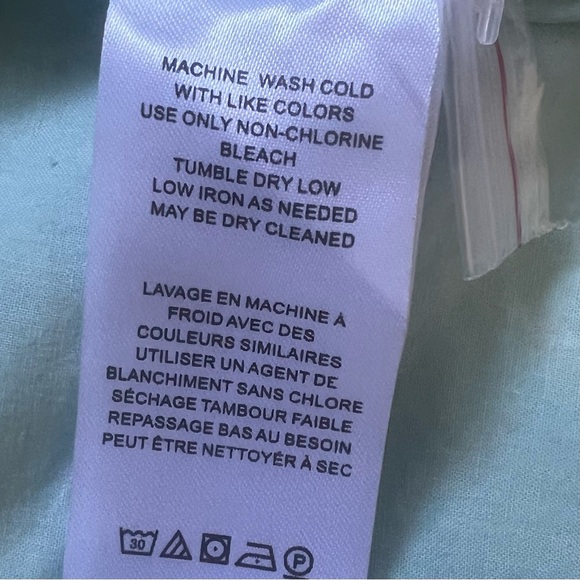 MACHINE WASH COLD
WITH LIKE COLORS
USE ONLY NON-CHLORINE
BLEACH
TUMBLE DRY LOW
LOW IRON AS NEEDED
MAY BE DRY CLEANED
LAVAGE EN MACHINE À
FROID AVEC DES
COULEURS SIMILAIRES
UTILISER UN AGENT DE
BLANCHIMENT SANS CHLORE
SÉCHAGE TAMBOUR FAIBLE
REPASSAGE BAS AU BESOIN
PEUT ÊTRE NETTOYÉR À SEC
30 P